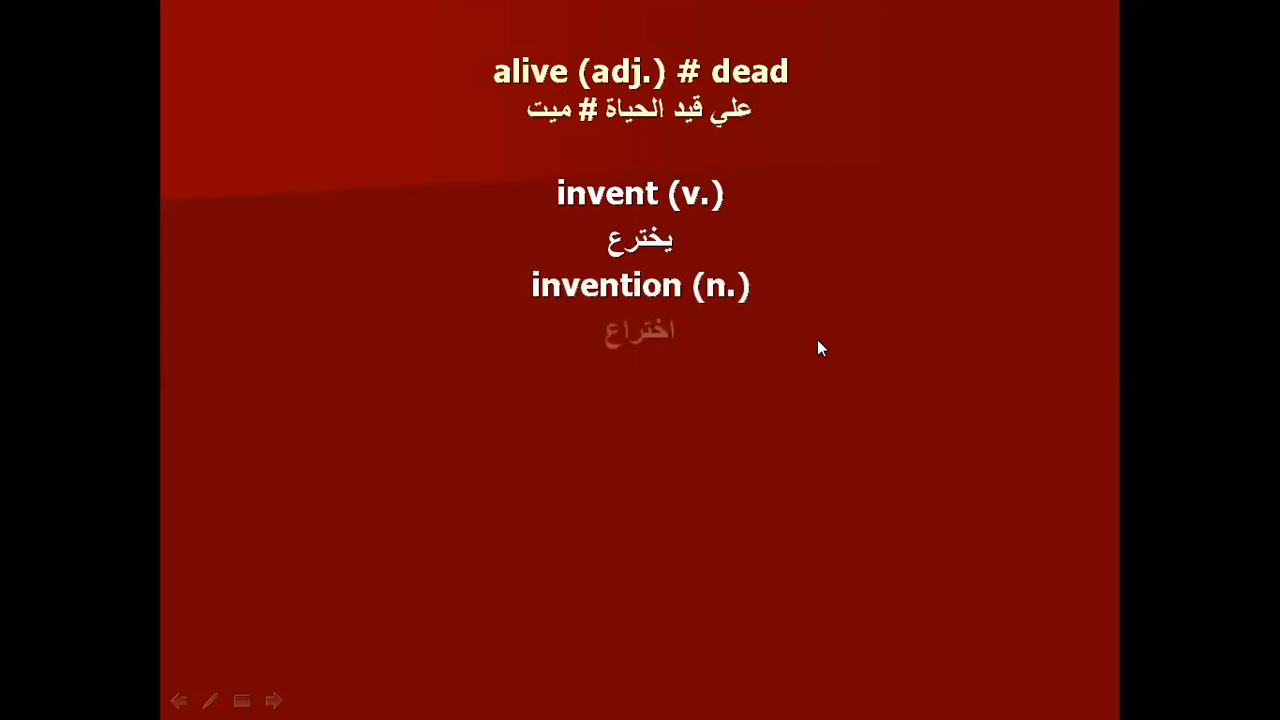 alive (adj.) # dead
علي قيد الحياة # ميت
invent (v.)
يخترع
invention (n.)
اختراع